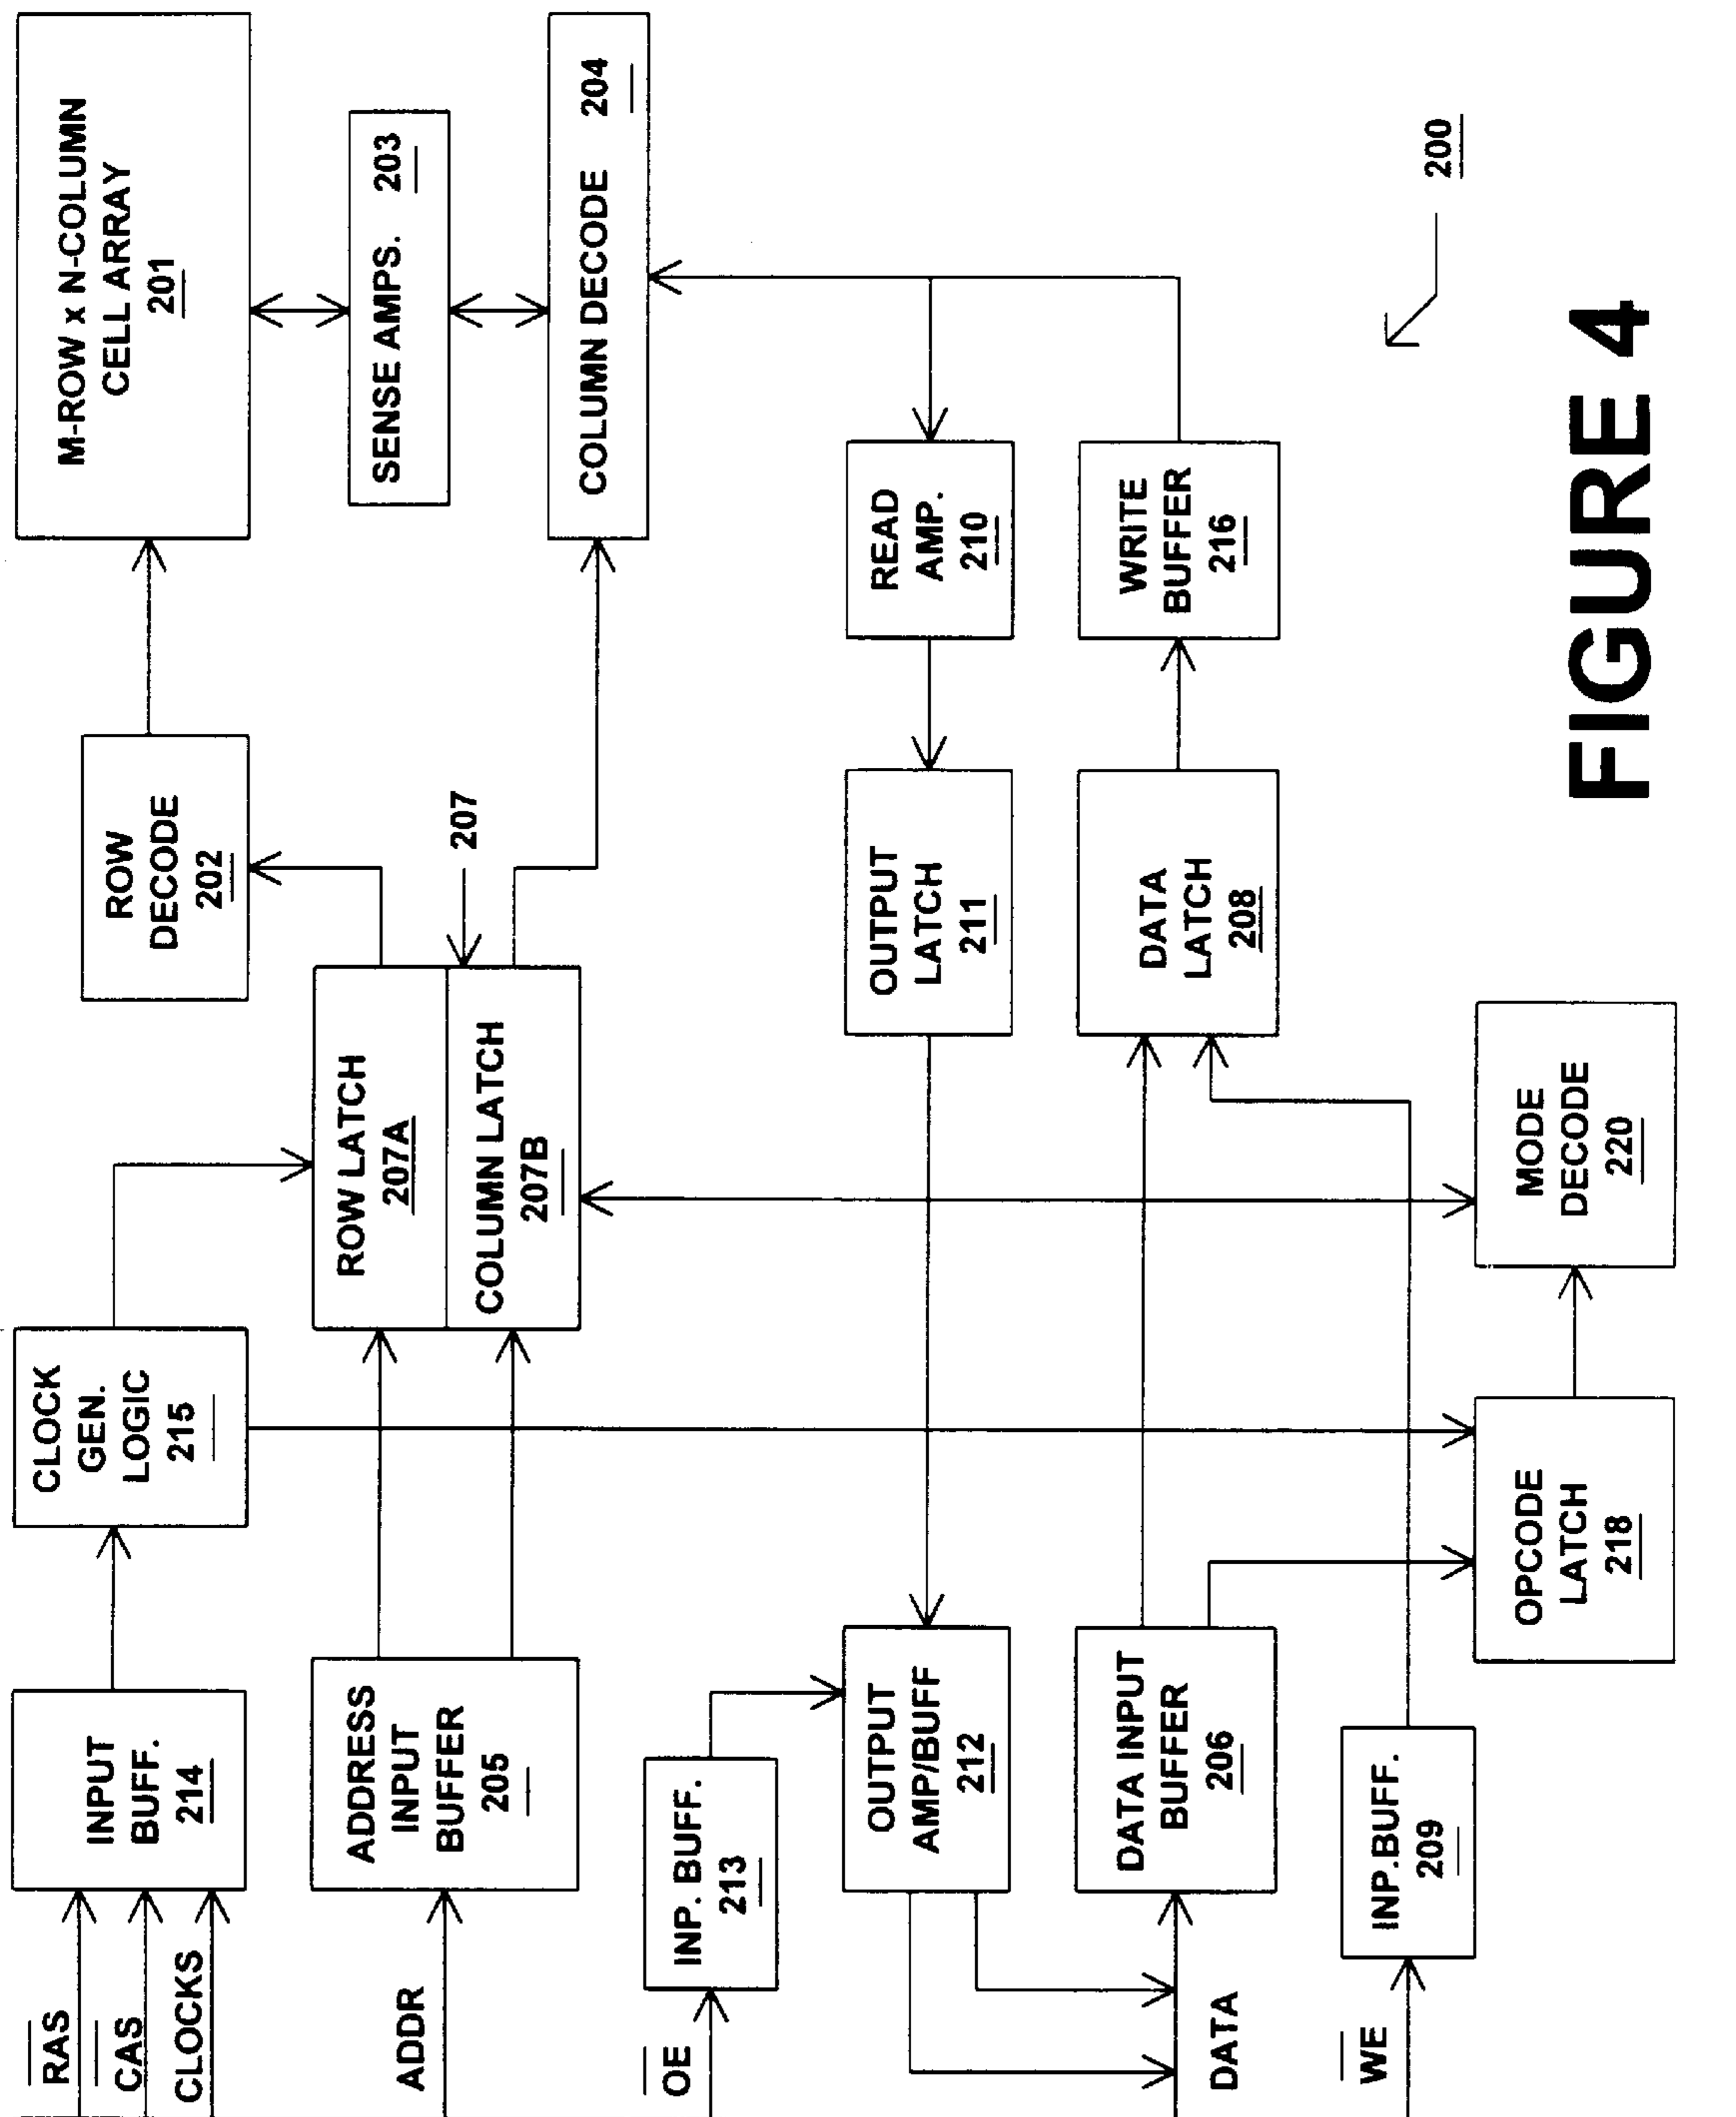 RAS
CAS
CLOCKS
INPUT
BUFF.
214
CLOCK
GEN.
LOGIC
215
ROW
DECODE
202
M-ROW x N-COLUMN
CELL ARRAY
201
ADDR
ADDRESS
INPUT
BUFFER
205
ROW LATCH
207A
COLUMN LATCH
207B
207
SENSE AMPS. 203
COLUMN DECODE 204
OE
INP. BUFF.
213
OUTPUT
AMP/BUFF
212
OUTPUT
LATCH
211
READ
AMP.
210
DATA
DATA INPUT
BUFFER
206
DATA
LATCH
208
WRITE
BUFFER
216
WE
INP.BUFF.
209
OPCODE
LATCH
218
MODE
DECODE
220
200
FIGURE 4